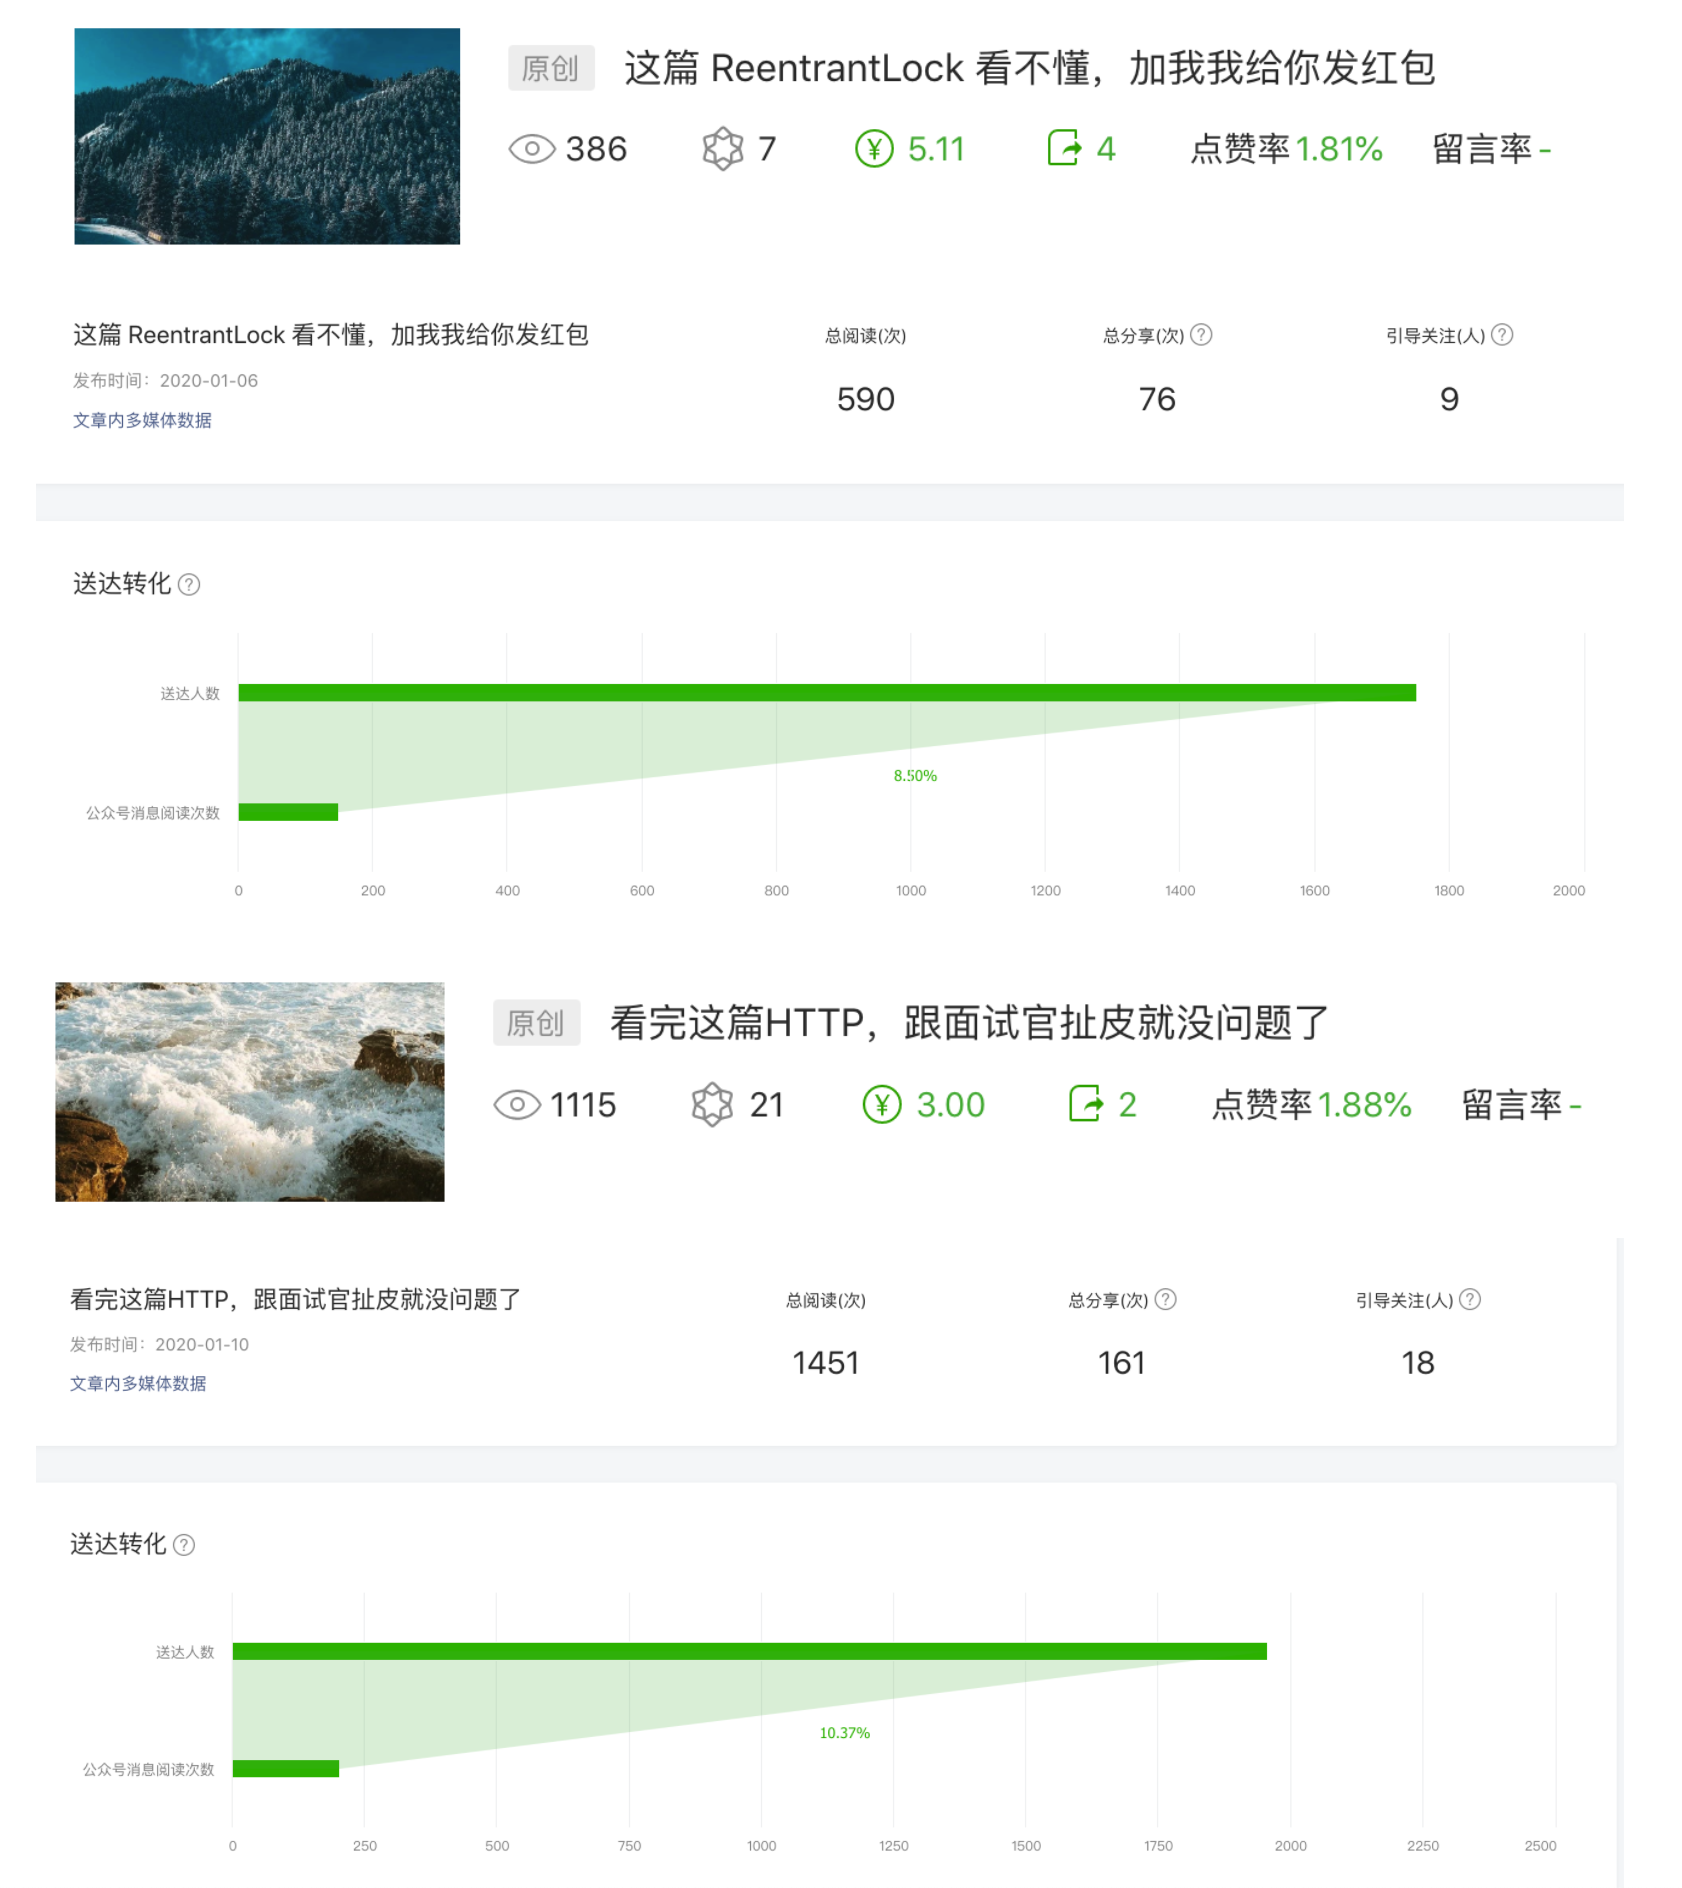 原创 这篇 ReentrantLock 看不懂，加我我给你发红包
386 7 ¥ 5.11 4 点赞率 1.81% 留言率 -
这篇 ReentrantLock 看不懂，加我我给你发红包 总阅读(次) 总分享(次) ? 引导关注(人) ?
发布时间：2020-01-06 590 76 9
文章内多媒体数据
送达转化 ?
送达人数
8.50%
公众号消息阅读次数
0 200 400 600 800 1000 1200 1400 1600 1800 2000
原创 看完这篇HTTP，跟面试官扯皮就没问题了
1115 21 ¥ 3.00 2 点赞率 1.88% 留言率 -
看完这篇HTTP，跟面试官扯皮就没问题了 总阅读(次) 总分享(次) ? 引导关注(人) ?
发布时间：2020-01-10 1451 161 18
文章内多媒体数据
送达转化 ?
送达人数
10.37%
公众号消息阅读次数
0 250 500 750 1000 1250 1500 1750 2000 2250 2500